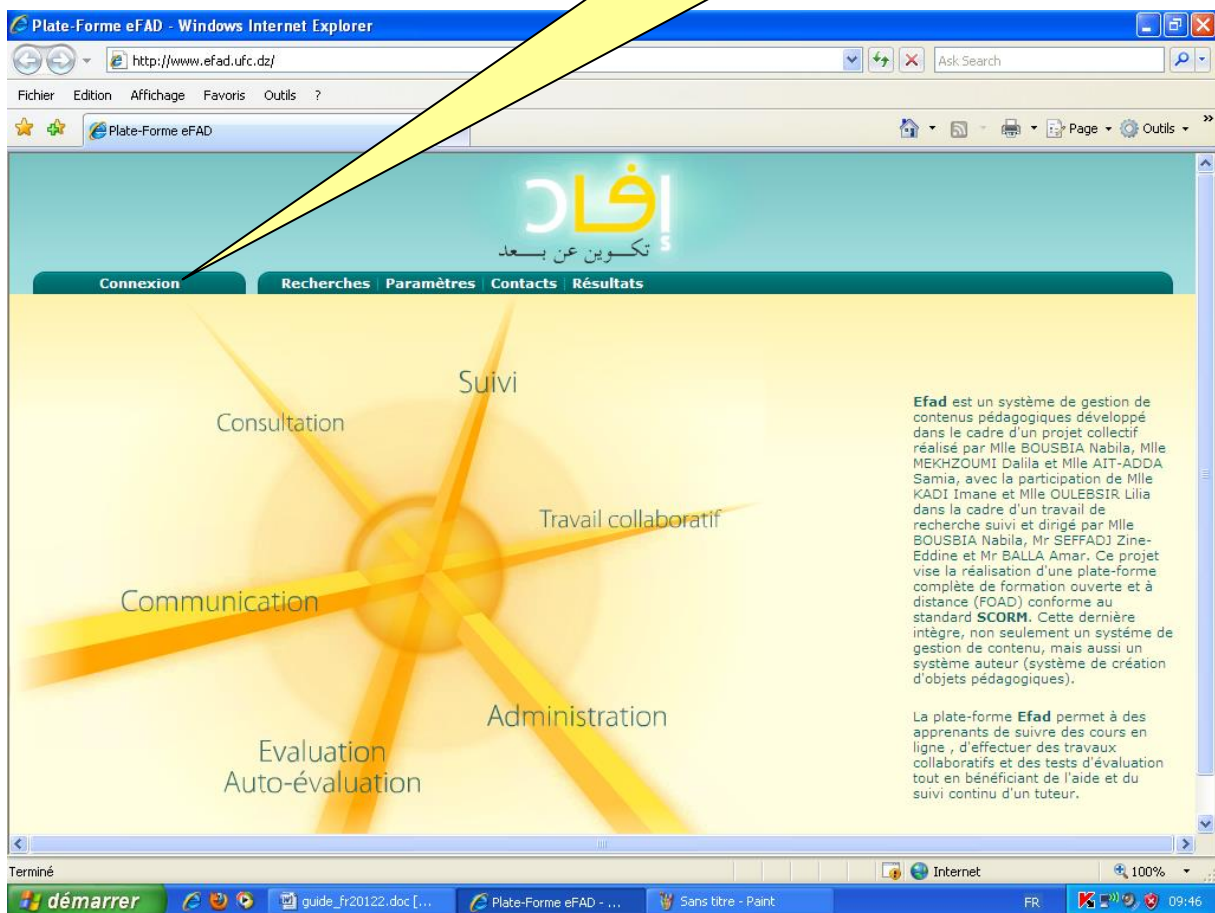 Plate-Forme eFAD - Windows Internet Explorer
http://www.efad.ufc.dz/
Ask Search
Fichier Edition Affichage Favoris Outils ?
Plate-Forme eFAD
Page Outils
إفاد
تكوين عن بعد
Connexion
Recherches Paramètres Contacts Résultats
Suivi
Consultation
Travail collaboratif
Communication
Administration
Evaluation
Auto-évaluation
Efad est un système de gestion de
contenus pédagogiques développé
dans le cadre d'un projet collectif
réalisé par Mlle BOUSBIA Nabila, Mlle
MEKHZOUMI Dalila et Mlle AIT-ADDA
Samia, avec la participation de Mlle
KADI Imane et Mlle OULEBSIR Lilia
dans la cadre d'un travail de
recherche suivi et dirigé par Mlle
BOUSBIA Nabila, Mr SEFFADJ Zine-
Eddine et Mr BALLA Amar. Ce projet
vise la réalisation d'une plate-forme
complète de formation ouverte et à
distance (FOAD) conforme au
standard SCORM. Cette dernière
intègre, non seulement un systéme de
gestion de contenu, mais aussi un
système auteur (système de création
d'objets pédagogiques).
La plate-forme Efad permet à des
apprenants de suivre des cours en
ligne , d'effectuer des travaux
collaboratifs et des tests d'évaluation
tout en bénéficiant de l'aide et du
suivi continu d'un tuteur.
Terminé
Internet
100%
démarrer
guide_fr20122.doc [...
Plate-Forme eFAD - ...
Sans titre - Paint
FR
09:46